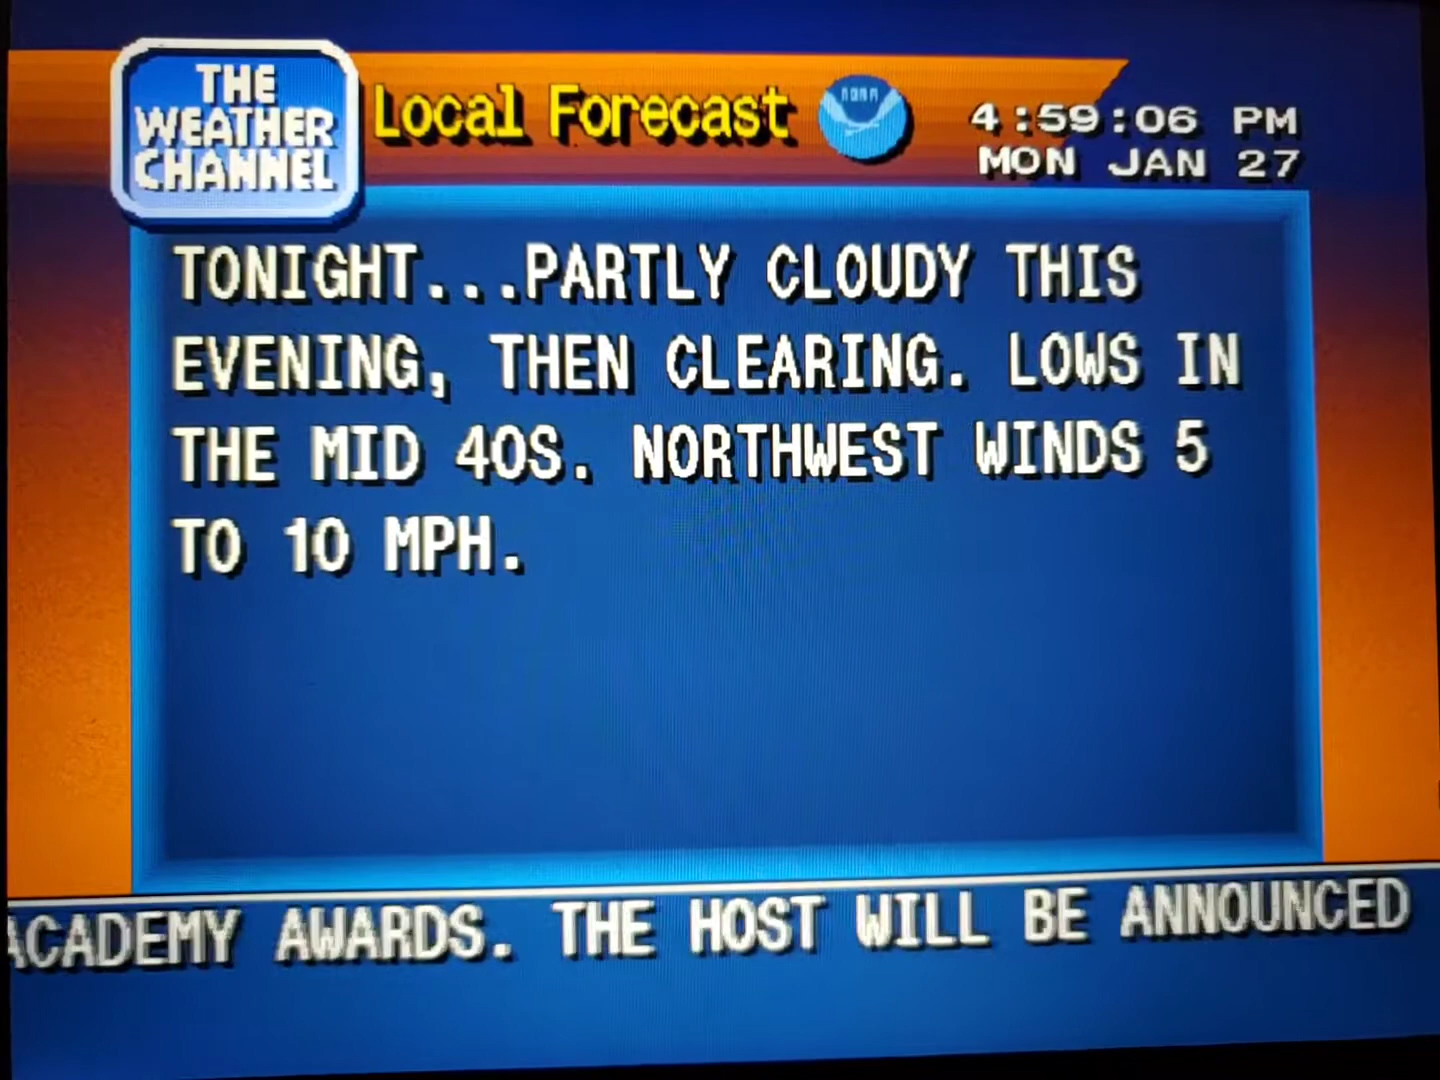 THE
WEATHER
CHANNEL
Local Forecast
NOAA
4:59:06 PM
MON JAN 27
TONIGHT...PARTLY CLOUDY THIS
EVENING, THEN CLEARING. LOWS IN
THE MID 40S. NORTHWEST WINDS 5
TO 10 MPH.
ACADEMY AWARDS. THE HOST WILL BE ANNOUNCED